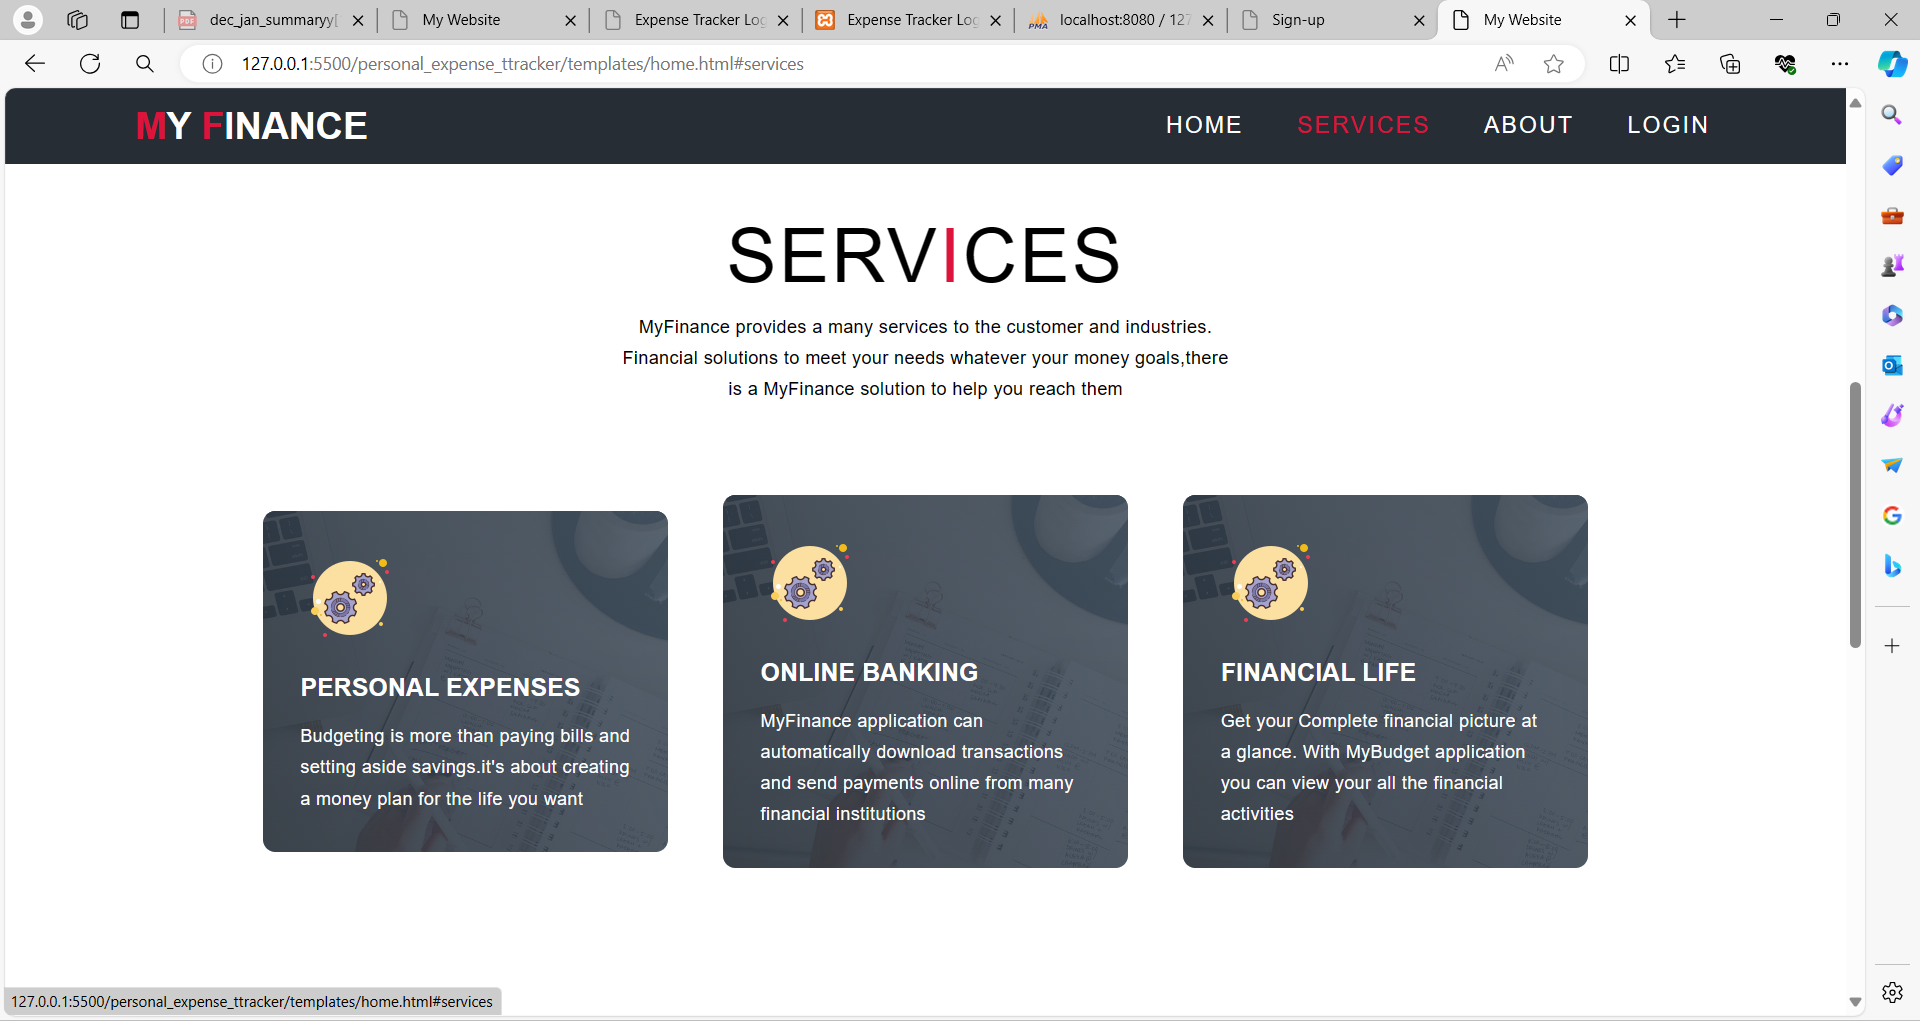 dec_jan_summaryy
My Website
Expense Tracker Log
Expense Tracker Log
localhost:8080 / 127
Sign-up
My Website
127.0.0.1:5500/personal_expense_ttracker/templates/home.html#services
MY FINANCE
HOME
SERVICES
ABOUT
LOGIN
SERVICES
MyFinance provides a many services to the customer and industries.
Financial solutions to meet your needs whatever your money goals,there
is a MyFinance solution to help you reach them
PERSONAL EXPENSES
Budgeting is more than paying bills and
setting aside savings.it's about creating
a money plan for the life you want
ONLINE BANKING
MyFinance application can
automatically download transactions
and send payments online from many
financial institutions
FINANCIAL LIFE
Get your Complete financial picture at
a glance. With MyBudget application
you can view your all the financial
activities
127.0.0.1:5500/personal_expense_ttracker/templates/home.html#services